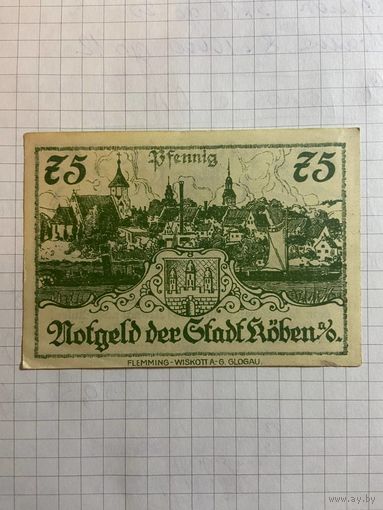 75 Pfennig 75
Notgeld der Stadt Köben a/o.
FLEMMING-WISKOTT A-G. GLOGAU.
www.ay.by